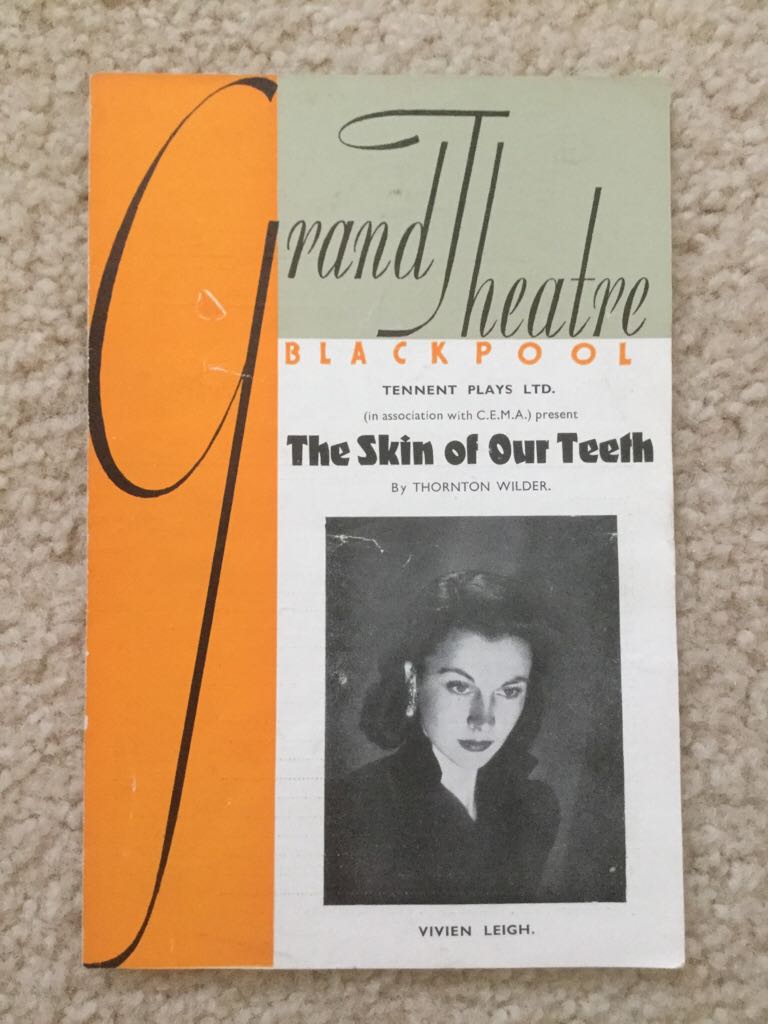 Grand Theatre
BLACKPOOL
TENNENT PLAYS LTD.
(in association with C.E.M.A.) present
The Skin of Our Teeth
By THORNTON WILDER.
VIVIEN LEIGH.